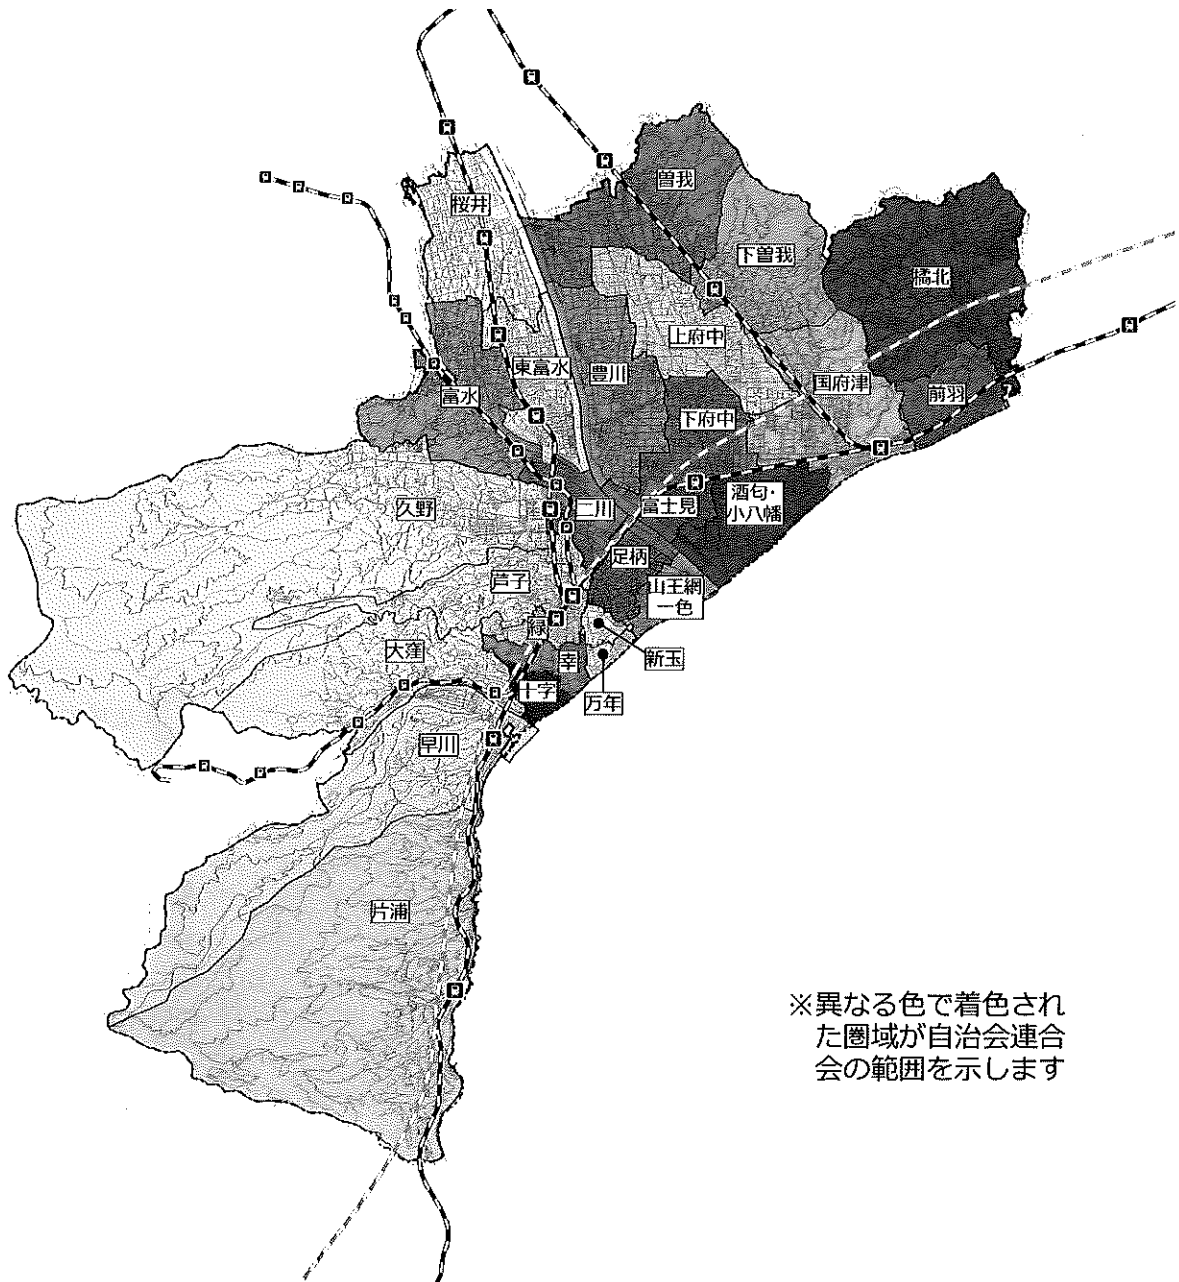 曽我
桜井
下曽我
橘北
上府中
東富水
豊川
国府津
富水
前羽
下府中
久野
二川
富士見
酒匂・
小八幡
足柄
芦子
山王網
一色
緑
大窪
幸
新玉
十字
万年
早川
片浦
※異なる色で着色され
た圏域が自治会連合
会の範囲を示します